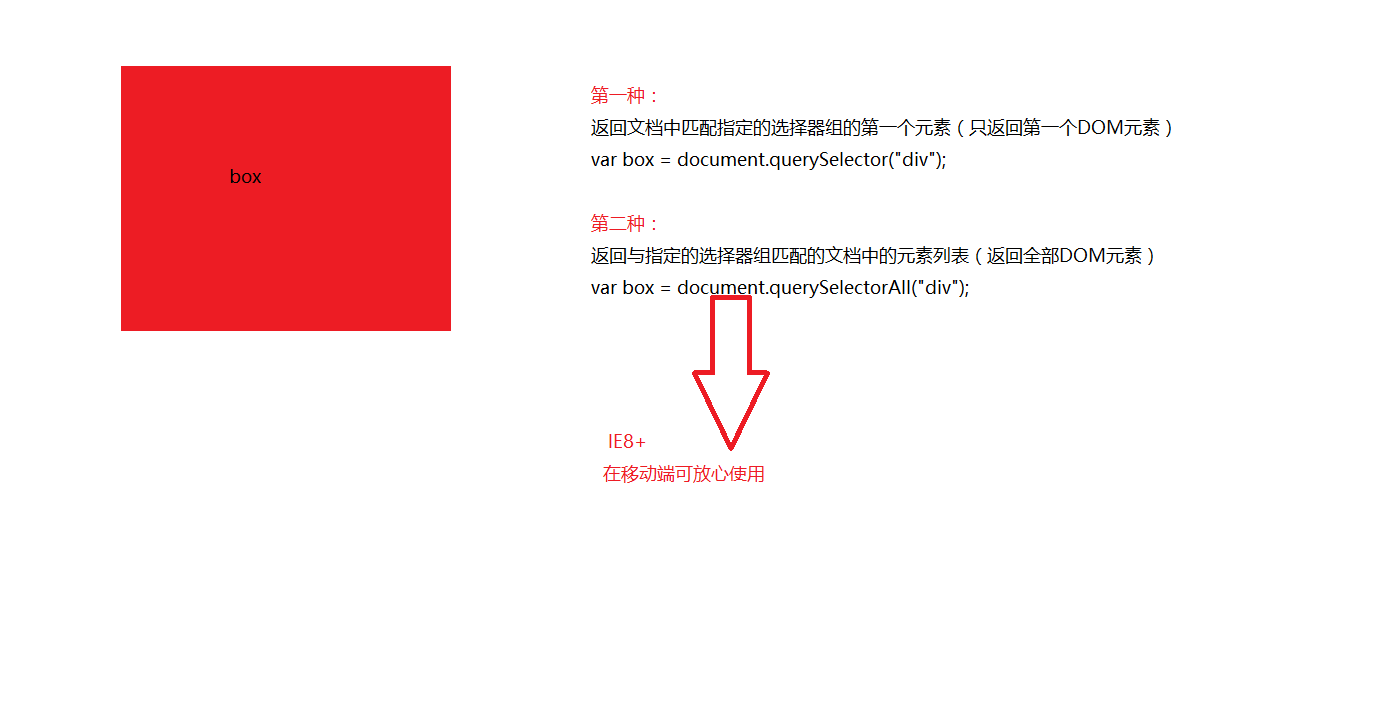 box
第一种：
返回文档中匹配指定的选择器组的第一个元素（只返回第一个DOM元素）
var box = document.querySelector("div");
第二种：
返回与指定的选择器组匹配的文档中的元素列表（返回全部DOM元素）
var box = document.querySelectorAll("div");
IE8+
在移动端可放心使用